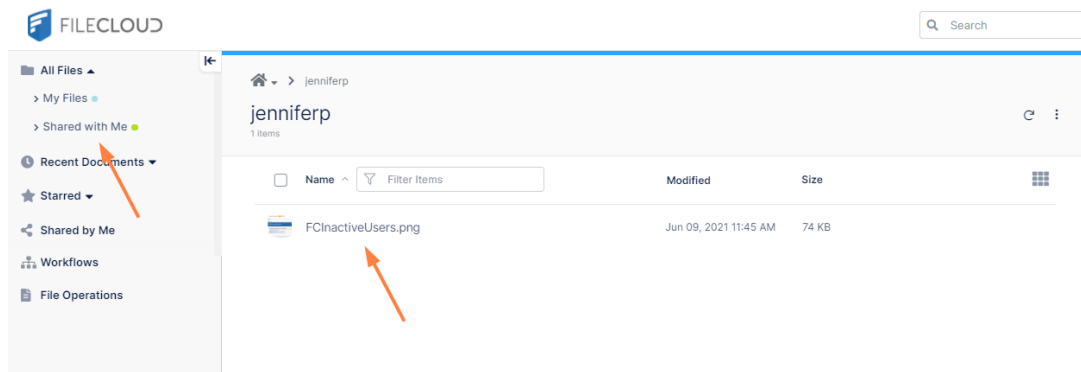 FILECLOUD
Search
All Files
My Files
Shared with Me
Recent Documents
Starred
Shared by Me
Workflows
File Operations
jenniferp
jenniferp
1 items
Name Filter Items Modified Size
FCInactiveUsers.png Jun 09, 2021 11:45 AM 74 KB